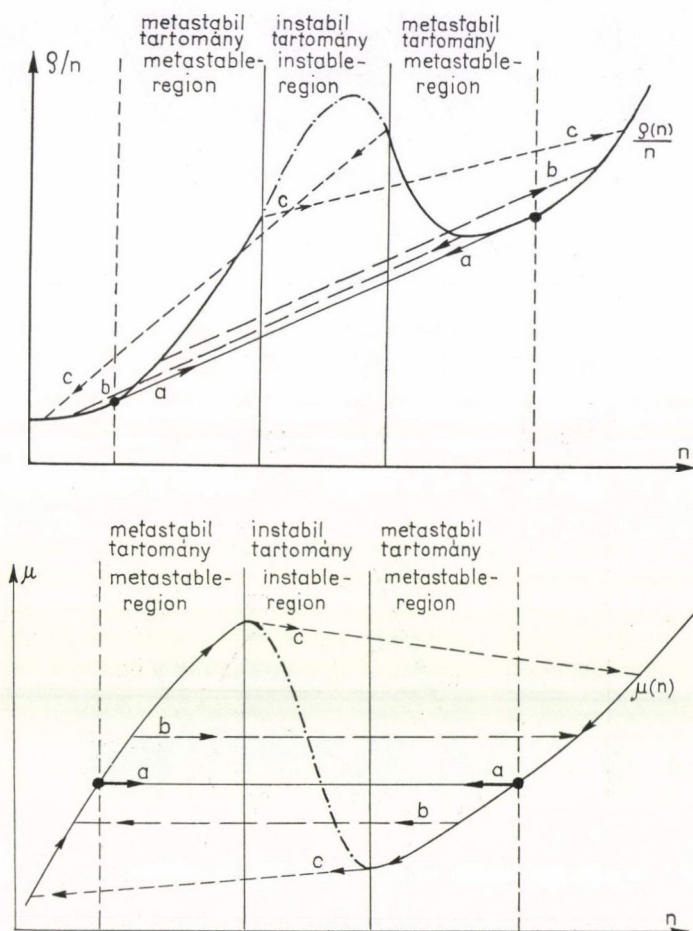 metastabil
tartomány
metastable-
region
instabil
tartomány
instable-
region
metastabil
tartomány
metastable-
region
ϱ/n
ϱ(n)
n
c
b
c
a
c
b
a
n
metastabil
tartomány
metastable-
region
instabil
tartomány
instable-
region
metastabil
tartomány
metastable-
region
μ
c
μ(n)
b
a
a
b
c
n